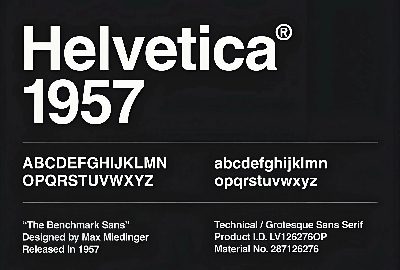 Helvetica®
1957
ABCDEFGHIJKLMN
OPQRSTUVWXYZ
abcdefghijklmn
opqrstuvwxyz
“The Benchmark Sans”
Designed by Max Miedinger
Released in 1957
Technical / Grotesque Sans Serif
Product I.D. LV126276OP
Material No. 287126276